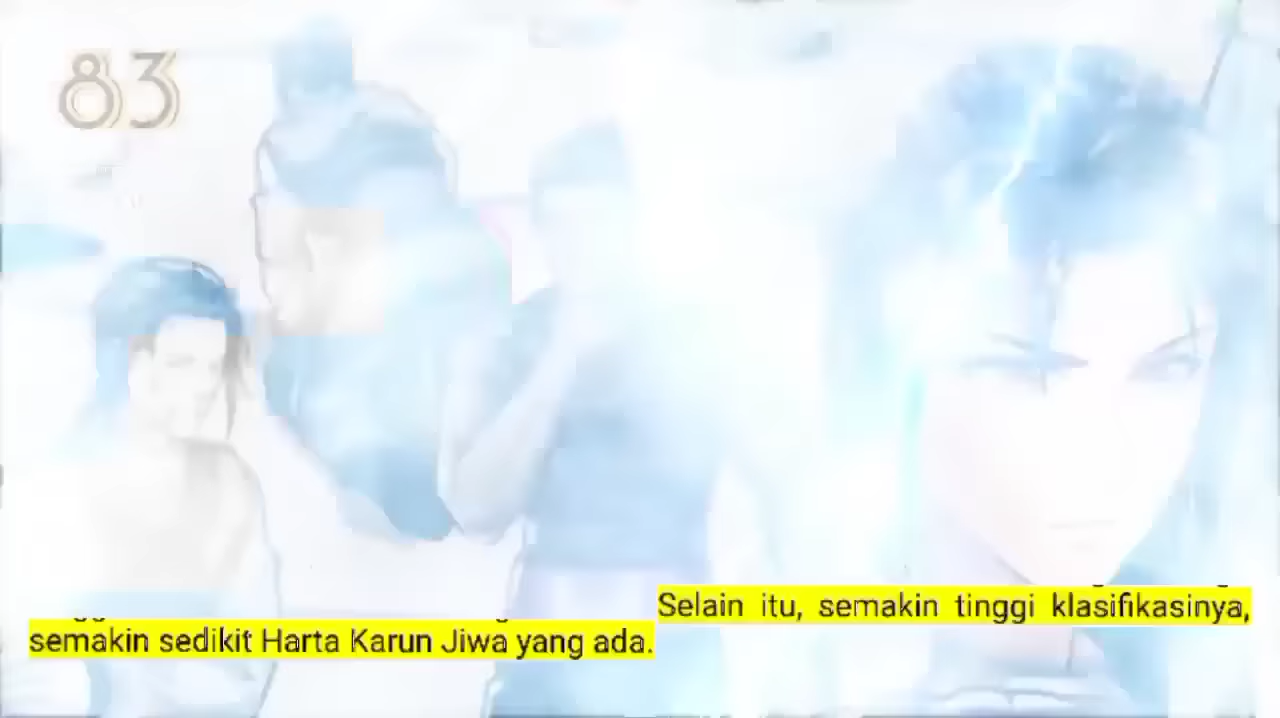 83
Selain itu, semakin tinggi klasifikasinya,
semakin sedikit Harta Karun Jiwa yang ada.